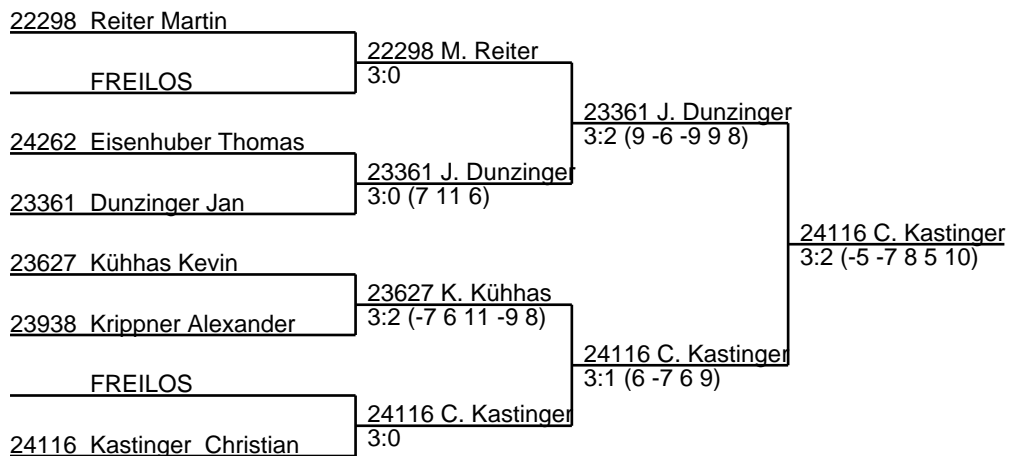 22298 Reiter Martin
FREILOS
24262 Eisenhuber Thomas
23361 Dunzinger Jan
23627 Kühhas Kevin
23938 Krippner Alexander
FREILOS
24116 Kastinger Christian
22298 M. Reiter
3:0
23361 J. Dunzinger
3:0 (7 11 6)
23627 K. Kühhas
3:2 (-7 6 11 -9 8)
24116 C. Kastinger
3:0
23361 J. Dunzinger
3:2 (9 -6 -9 9 8)
24116 C. Kastinger
3:1 (6 -7 6 9)
24116 C. Kastinger
3:2 (-5 -7 8 5 10)